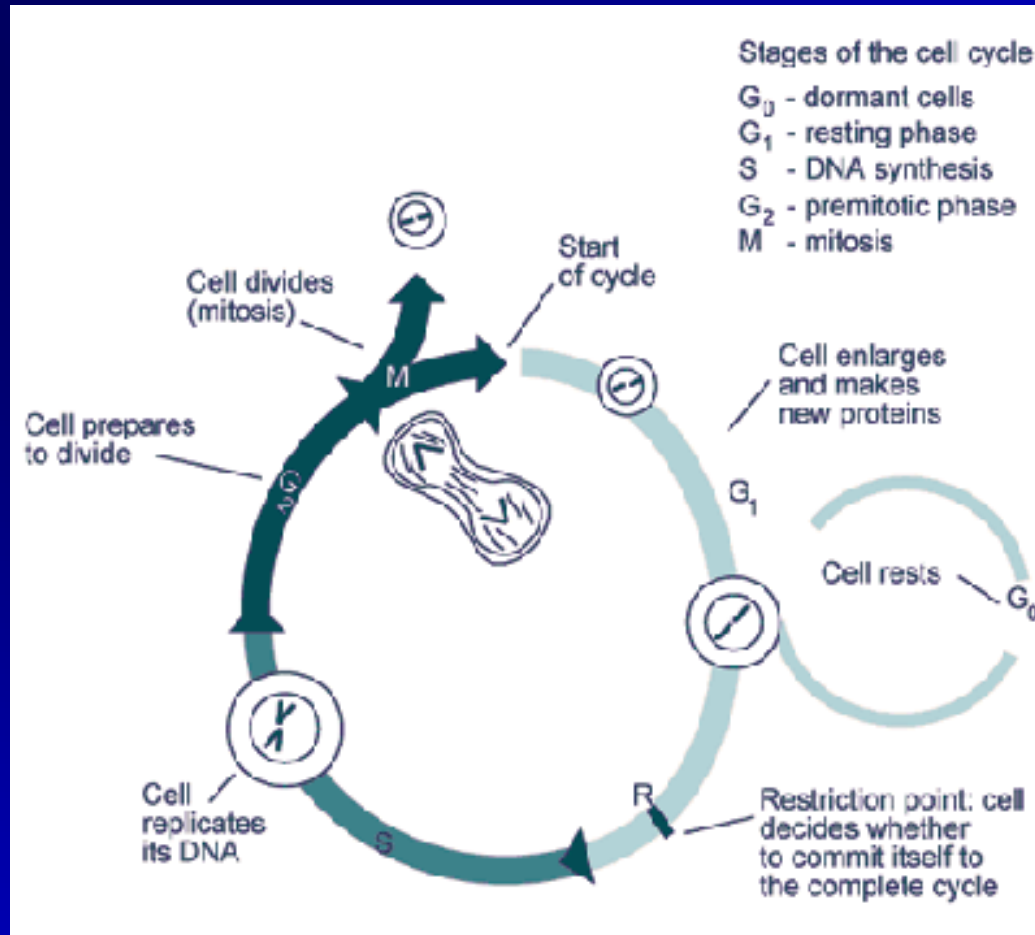 Stages of the cell cycle
G₀ - dormant cells
G₁ - resting phase
S - DNA synthesis
G₂ - premitotic phase
M - mitosis
Start
of cycle
Cell divides
(mitosis)
M
Cell enlarges
and makes
new proteins
Cell prepares
to divide
G₂
G₁
Cell rests
G₀
R
Restriction point: cell
decides whether
to commit itself to
the complete cycle
Cell
replicates
its DNA
S